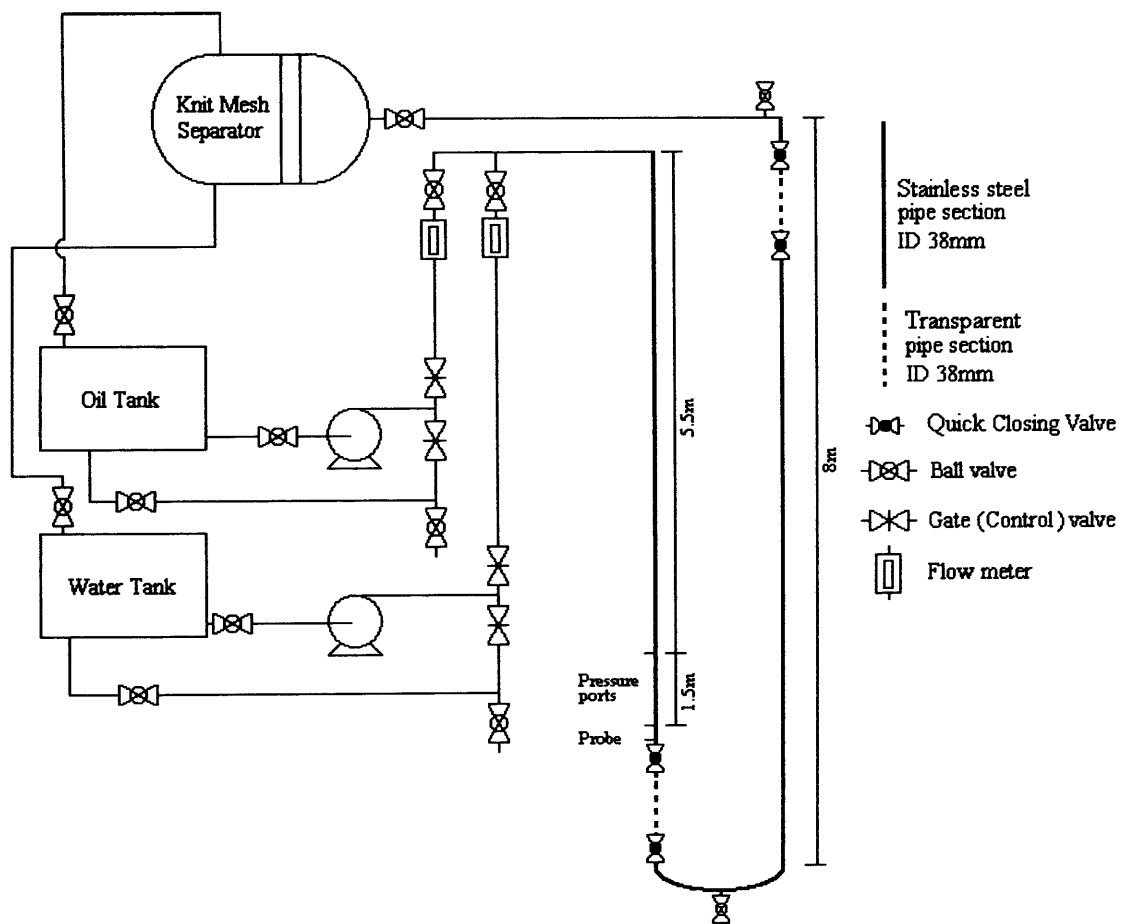 Knit Mesh
Separator
Stainless steel
pipe section
ID 38mm
Transparent
pipe section
ID 38mm
Oil Tank
5.5m
8m
Quick Closing Valve
Ball valve
Gate (Control) valve
Flow meter
Water Tank
Pressure
ports
1.5m
Probe